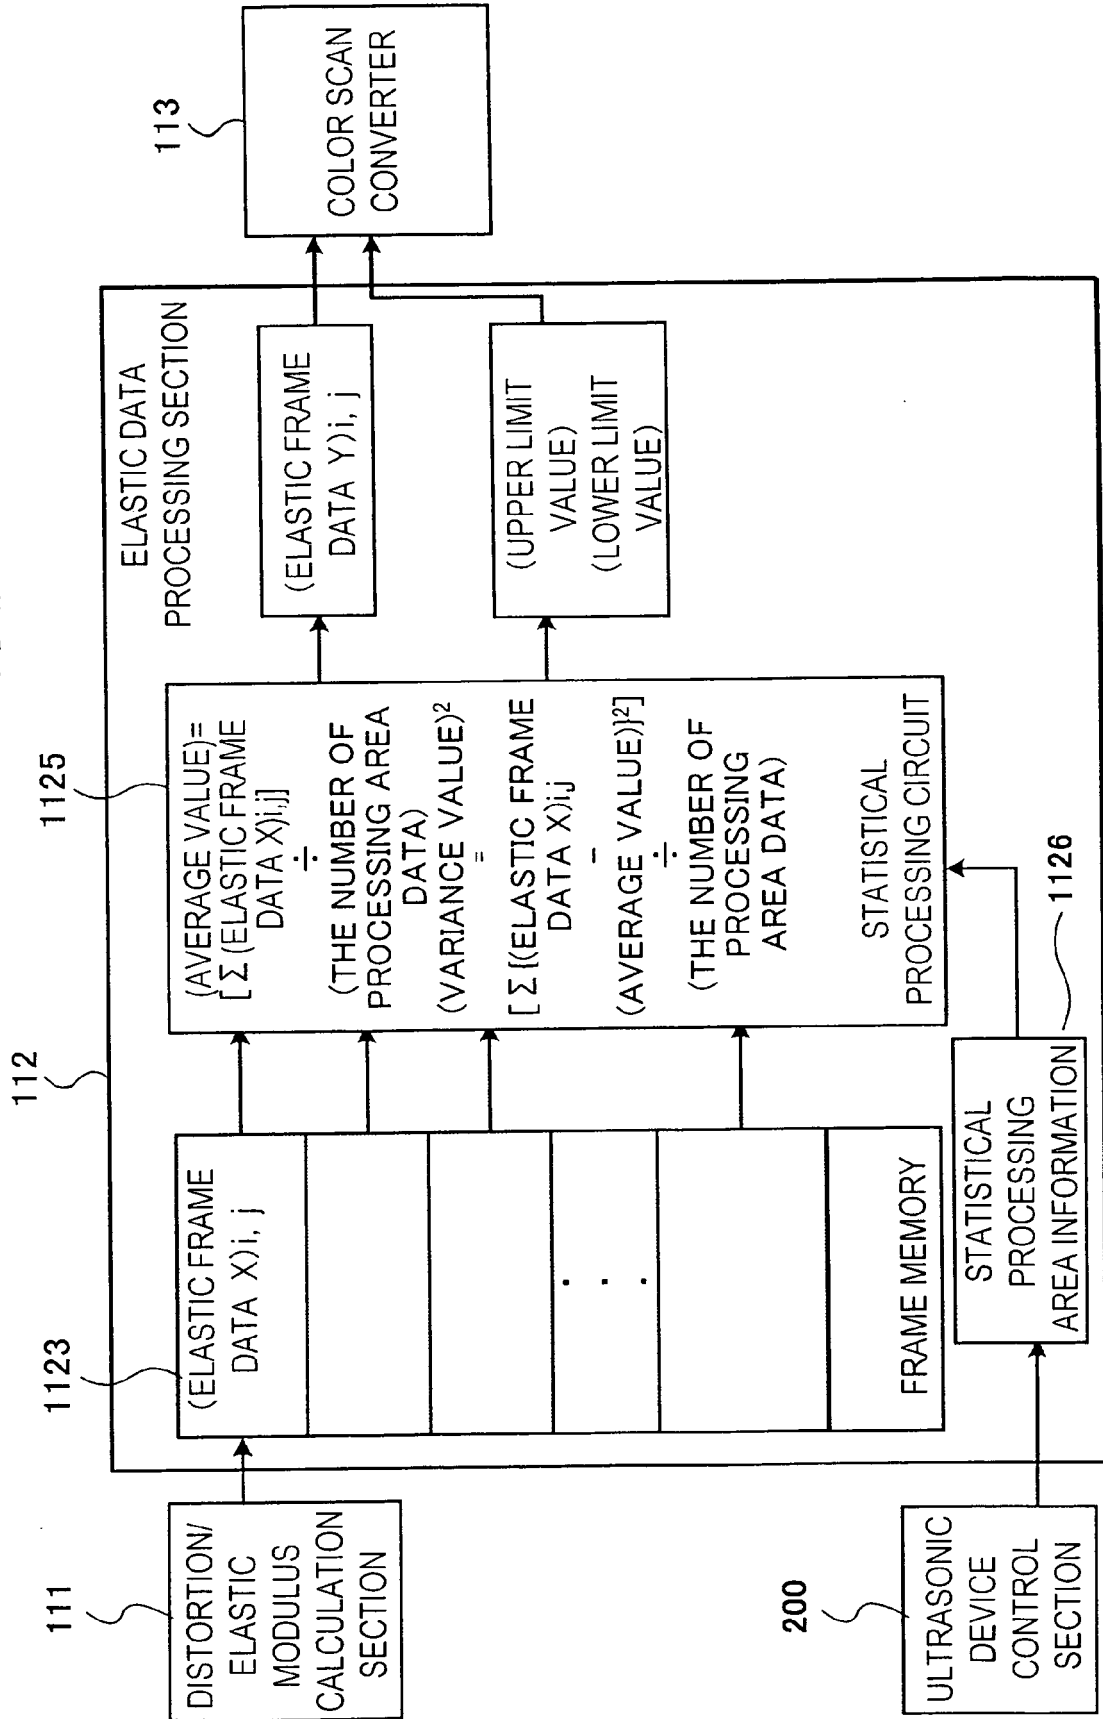 112
ELASTIC DATA
PROCESSING SECTION
111
DISTORTION/
ELASTIC
MODULUS
CALCULATION
SECTION
1123
(ELASTIC FRAME
DATA X)i, j
. . .
FRAME MEMORY
1125
(AVERAGE VALUE)=
[ Σ (ELASTIC FRAME
DATA X)i,j]
÷
(THE NUMBER OF
PROCESSING AREA
DATA)
(VARIANCE VALUE)²
=
[ Σ {(ELASTIC FRAME
DATA X)i,j
−
(AVERAGE VALUE)}²]
÷
(THE NUMBER OF
PROCESSING
AREA DATA)
STATISTICAL
PROCESSING CIRCUIT
(ELASTIC FRAME
DATA Y)i, j
(UPPER LIMIT
VALUE)
(LOWER LIMIT
VALUE)
113
COLOR SCAN
CONVERTER
200
ULTRASONIC
DEVICE
CONTROL
SECTION
STATISTICAL
PROCESSING
AREA INFORMATION
1126